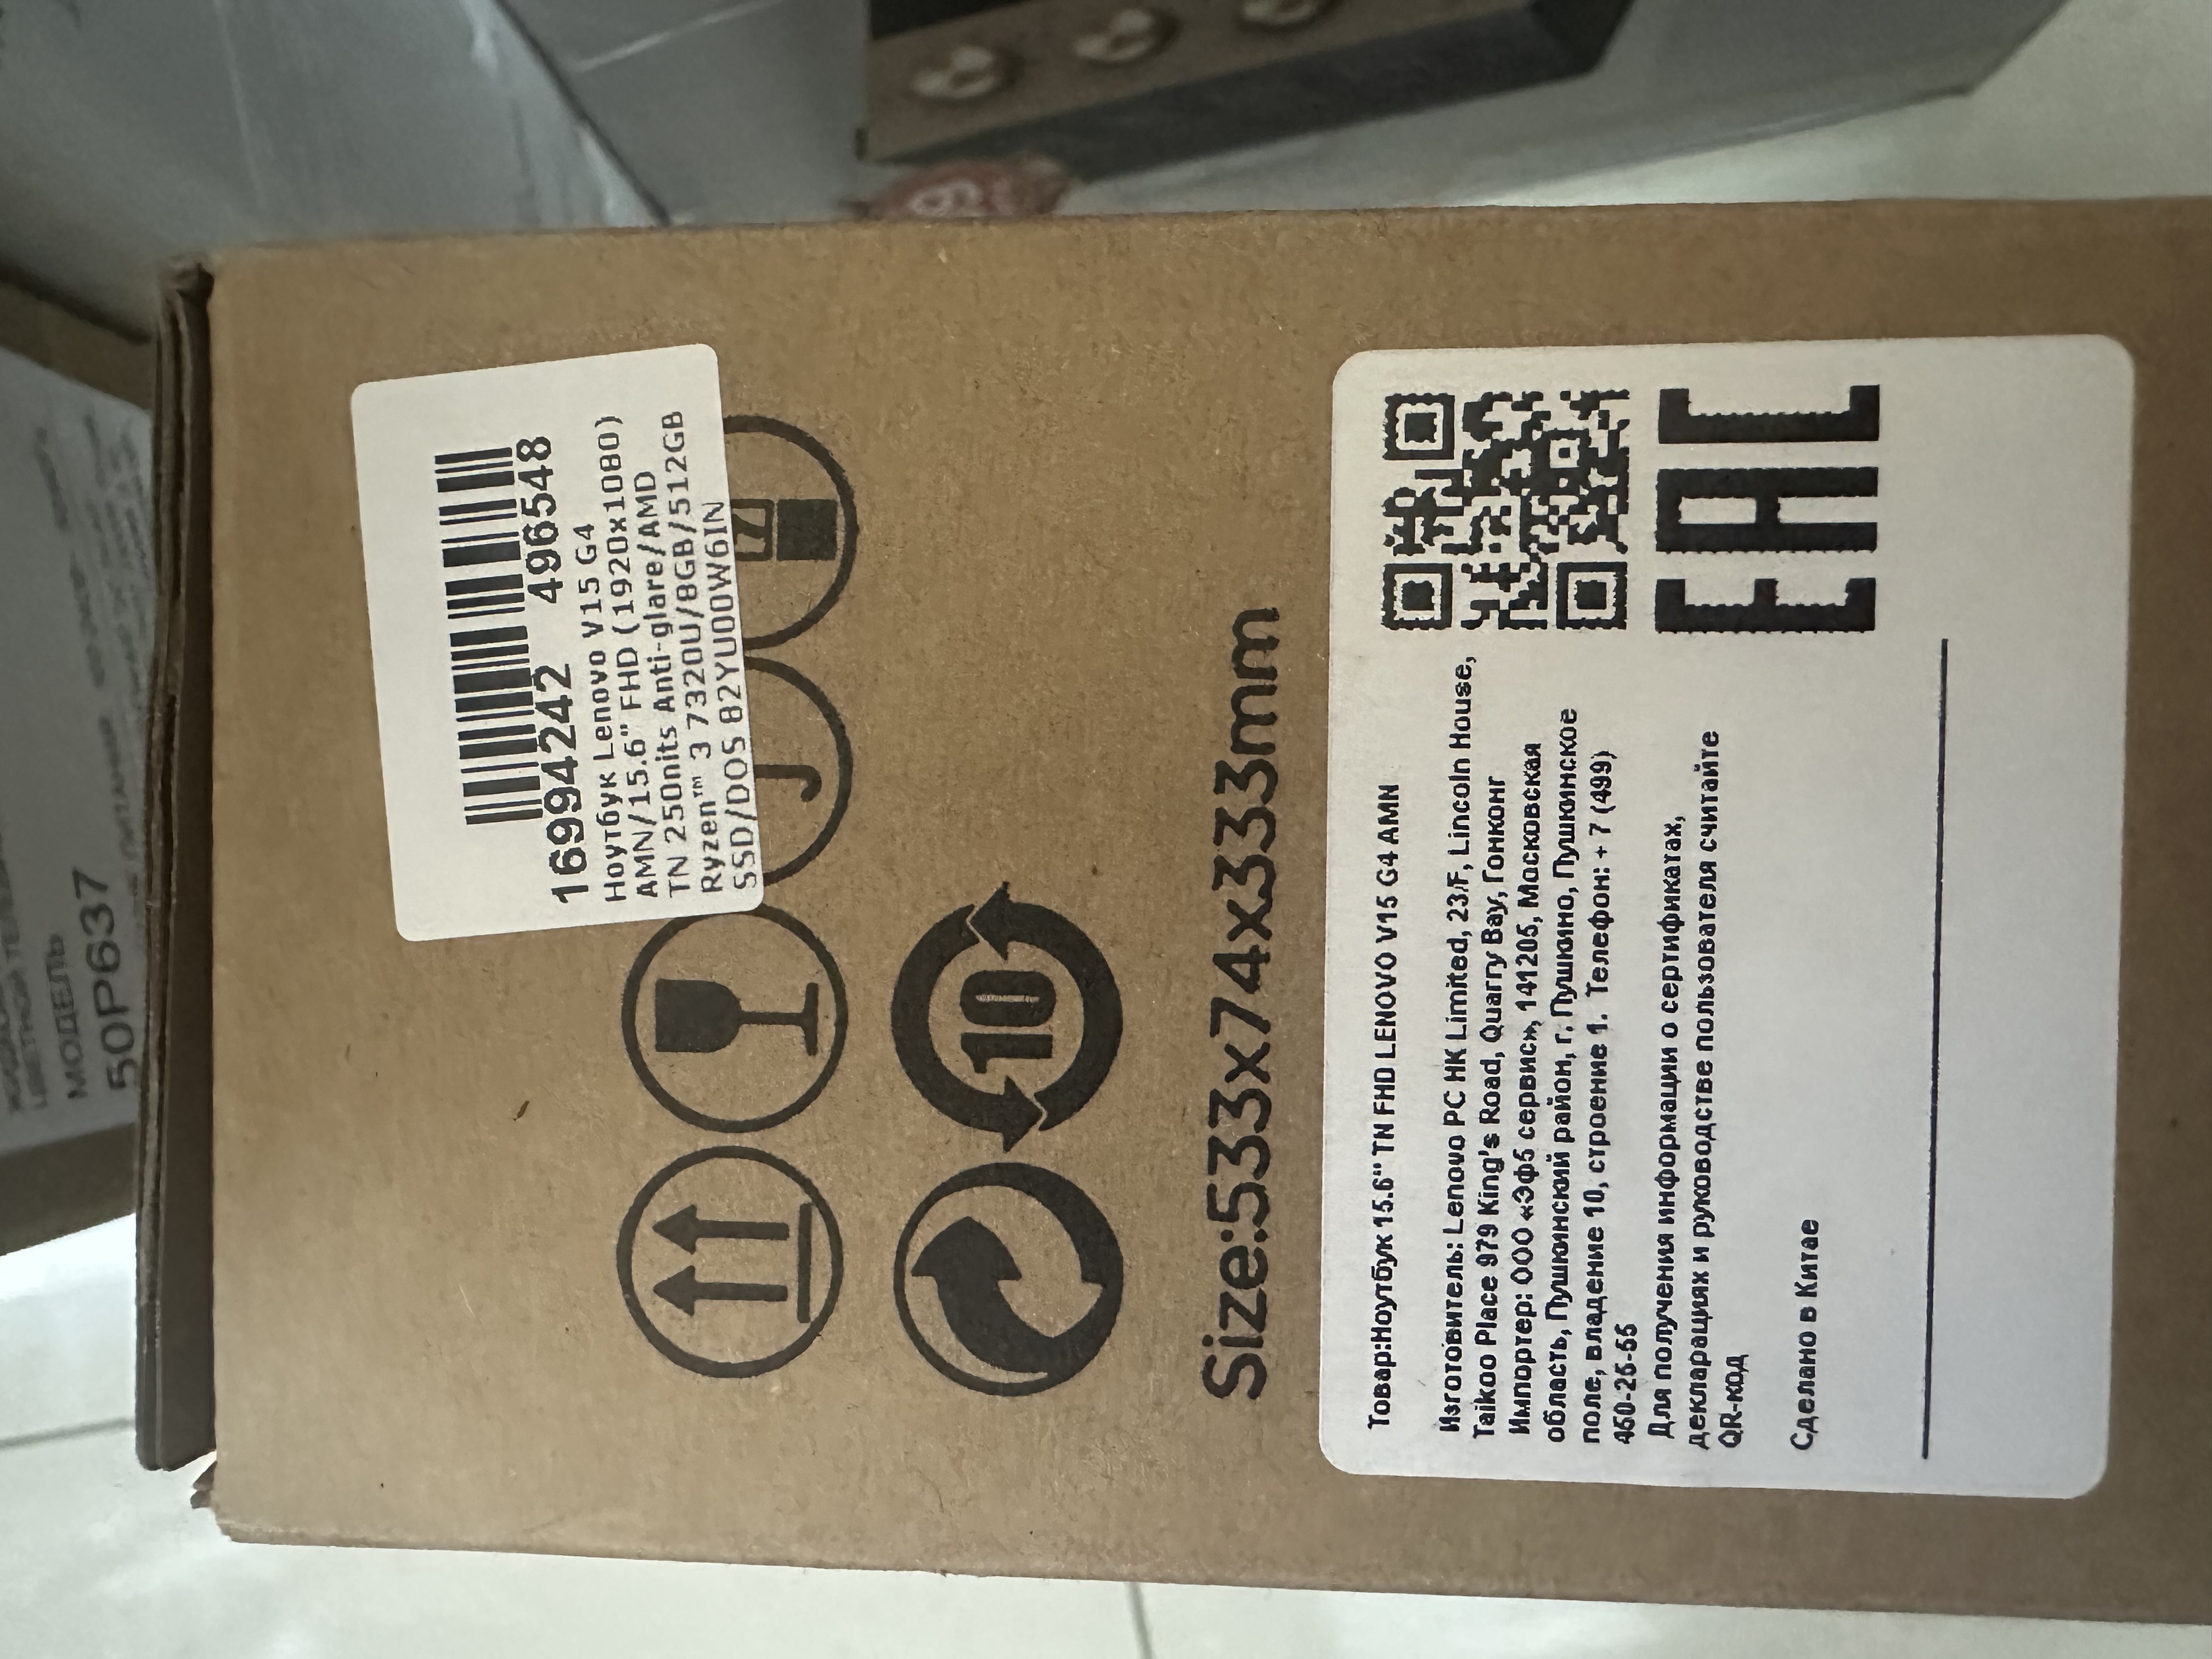 МОДЕЛЬ
50P637
16994242 496548
Ноутбук Lenovo V15 G4
AMN/15.6" FHD (1920x1080)
TN 250nits Anti-glare/AMD
Ryzen™ 3 7320U/8GB/512GB
SSD/DOS 82YU00W6IN
10
Size:533x74x333mm
Товар:Ноутбук 15.6" TN FHD LENOVO V15 G4 AMN
Изготовитель: Lenovo PC HK Limited, 23/F, Lincoln House,
Taikoo Place 979 King's Road, Quarry Bay, Гонконг
Импортер: ООО «Эф5 сервис», 141205, Московская
область, Пушкинский район, г. Пушкино, Пушкинское
поле, владение 10, строение 1. Телефон: + 7 (499)
450-25-55
Для получения информации о сертификатах,
декларациях и руководстве пользователя считайте
QR-код
Сделано в Китае
EAC